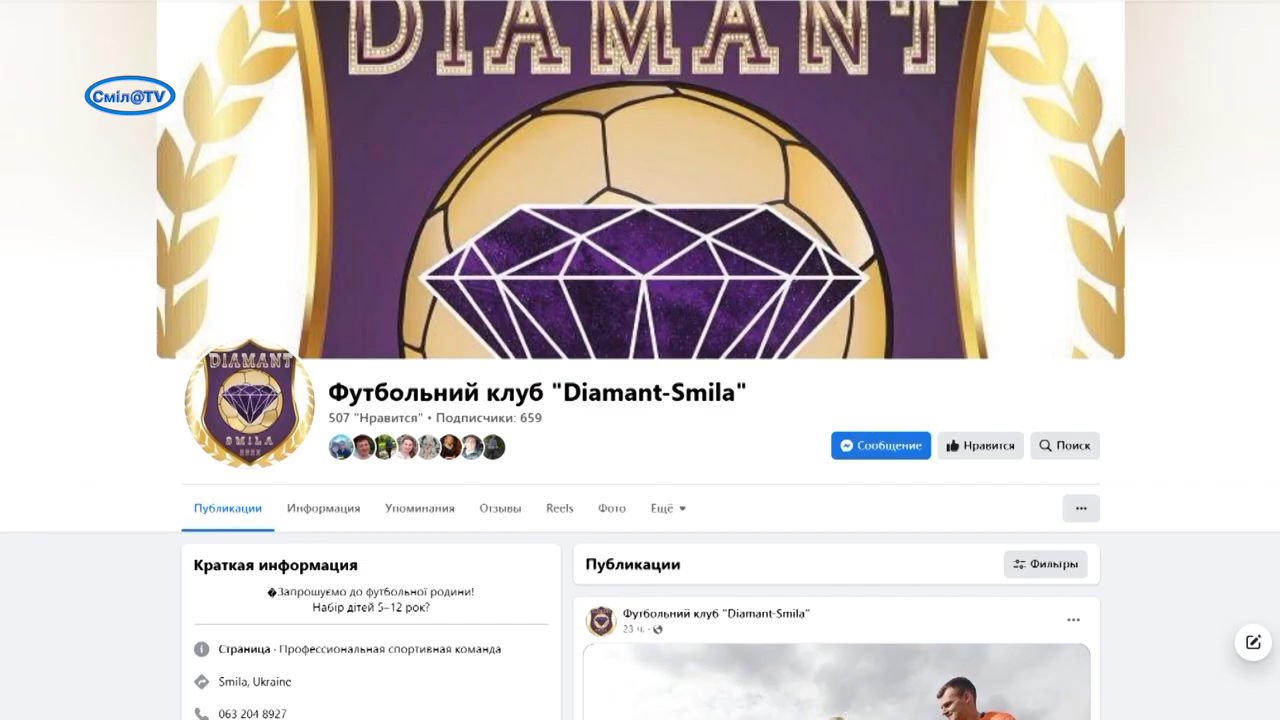 DIAMANT
Сміл@TV
DIAMANT
SMILA
Футбольний клуб "Diamant-Smila"
507 "Нравится" • Подписчики: 659
Сообщение
Нравится
Поиск
Публикации
Информация
Упоминания
Отзывы
Reels
Фото
Ещё
Краткая информация
�Запрошуємо до футбольної родини!
Набір дітей 5–12 рок?
Страница · Профессиональная спортивная команда
Smila, Ukraine
063 204 8927
Публикации
Фильтры
Футбольний клуб "Diamant-Smila"
23 ч. ·